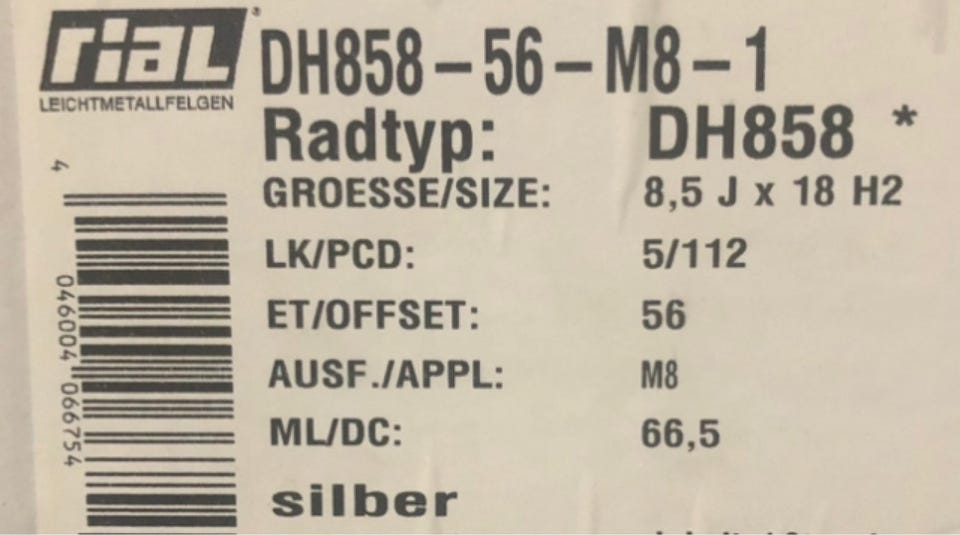 rial
LEICHTMETALLFELGEN
DH858-56-M8-1
Radtyp: DH858 *
GROESSE/SIZE: 8,5 J x 18 H2
LK/PCD: 5/112
ET/OFFSET: 56
AUSF./APPL: M8
ML/DC: 66,5
silber
4 046004 066754